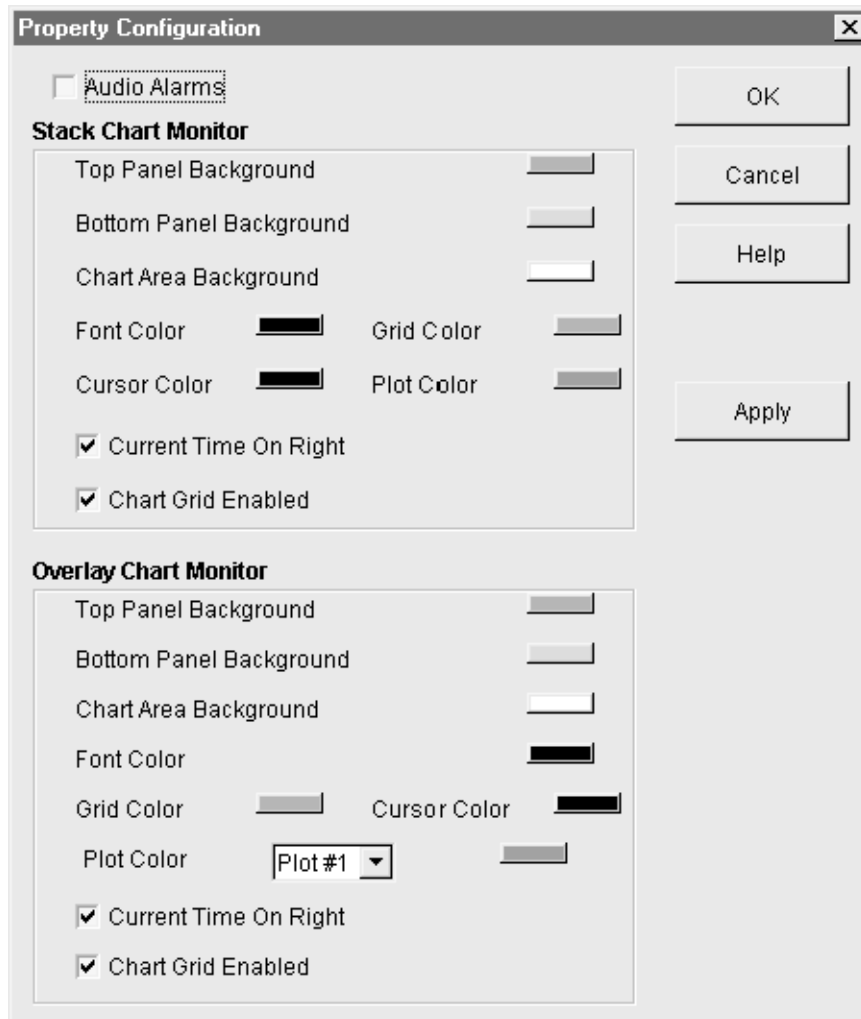 Property Configuration
Audio Alarms
OK
Stack Chart Monitor
Top Panel Background
Cancel
Bottom Panel Background
Help
Chart Area Background
Font Color Grid Color
Cursor Color Plot Color
Apply
Current Time On Right
Chart Grid Enabled
Overlay Chart Monitor
Top Panel Background
Bottom Panel Background
Chart Area Background
Font Color
Grid Color Cursor Color
Plot Color Plot #1
Current Time On Right
Chart Grid Enabled